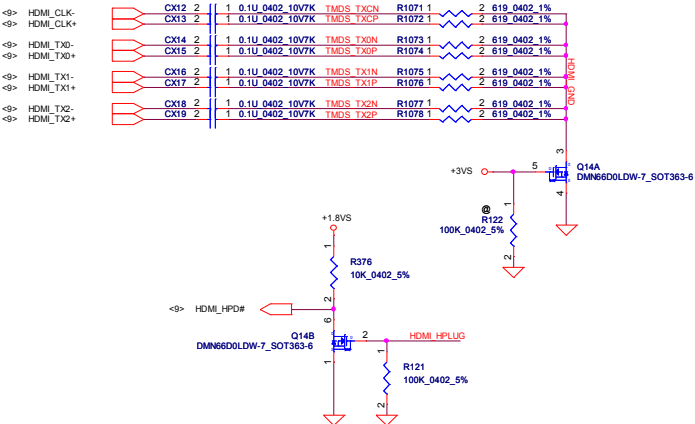 <9> HDMI_CLK- CX12 2 1 0.1U_0402_10V7K TMDS_TXCN R1071 1 2 619_0402_1%
<9> HDMI_CLK+ CX13 2 1 0.1U_0402_10V7K TMDS_TXCP R1072 1 2 619_0402_1%
<9> HDMI_TX0- CX14 2 1 0.1U_0402_10V7K TMDS_TX0N R1073 1 2 619_0402_1%
<9> HDMI_TX0+ CX15 2 1 0.1U_0402_10V7K TMDS_TX0P R1074 1 2 619_0402_1%
<9> HDMI_TX1- CX16 2 1 0.1U_0402_10V7K TMDS_TX1N R1075 1 2 619_0402_1%
<9> HDMI_TX1+ CX17 2 1 0.1U_0402_10V7K TMDS_TX1P R1076 1 2 619_0402_1%
<9> HDMI_TX2- CX18 2 1 0.1U_0402_10V7K TMDS_TX2N R1077 1 2 619_0402_1%
<9> HDMI_TX2+ CX19 2 1 0.1U_0402_10V7K TMDS_TX2P R1078 1 2 619_0402_1%
HDMI_GND
3
+3VS 5 Q14A
DMN66D0LDW-7_SOT363-6
4
1
@
R122
100K_0402_5%
2
+1.8VS
1
R376
10K_0402_5%
2
<9> HDMI_HPD#
6
Q14B 2 HDMI_HPLUG
DMN66D0LDW-7_SOT363-6
1
1
R121
100K_0402_5%
2